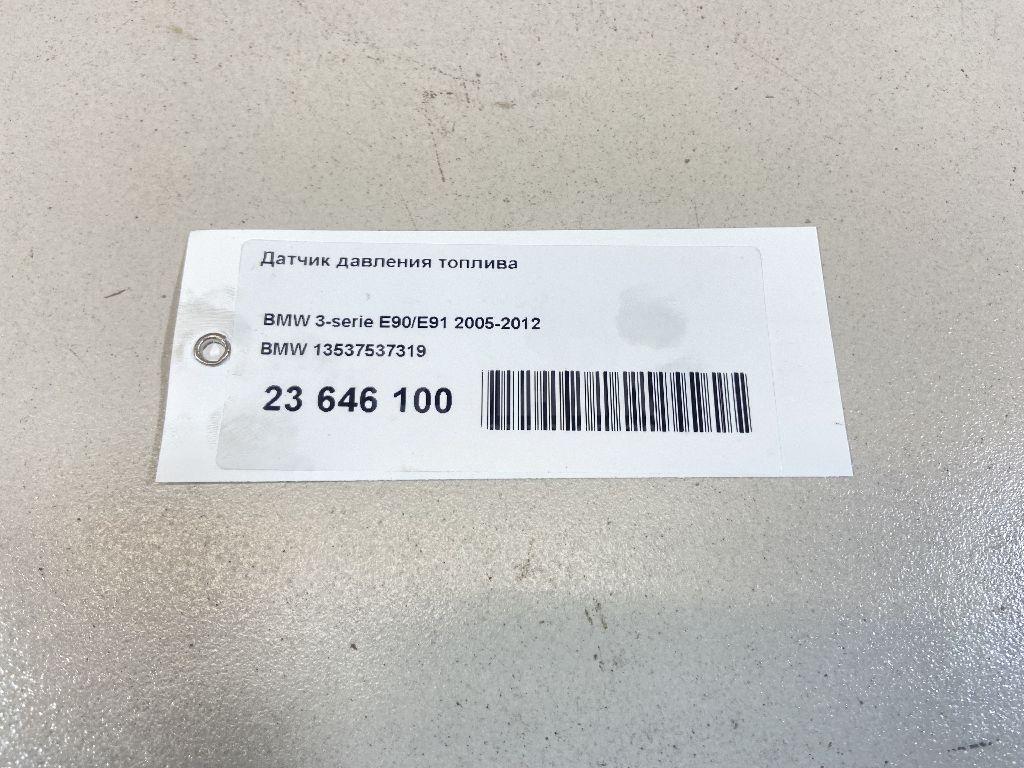 Датчик давления топлива
BMW 3-serie E90/E91 2005-2012
BMW 13537537319
23 646 100